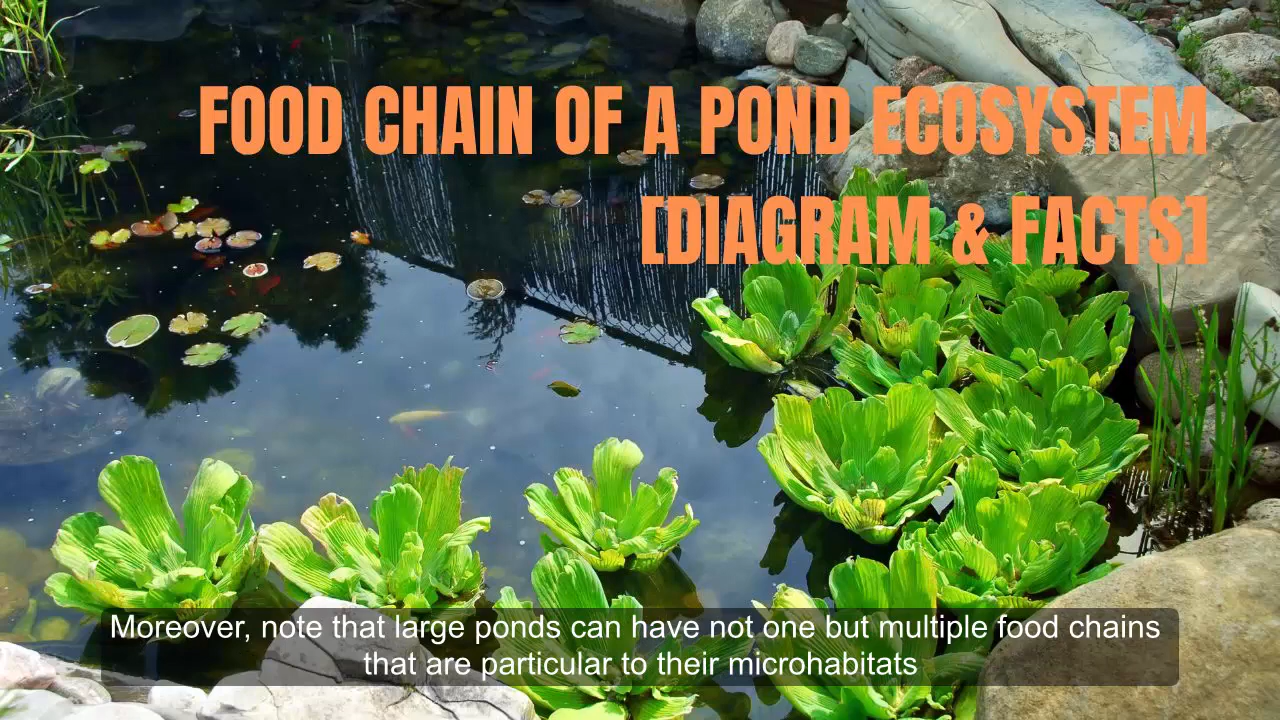 FOOD CHAIN OF A POND ECOSYSTEM
[DIAGRAM & FACTS]
Moreover, note that large ponds can have not one but multiple food chains
that are particular to their microhabitats